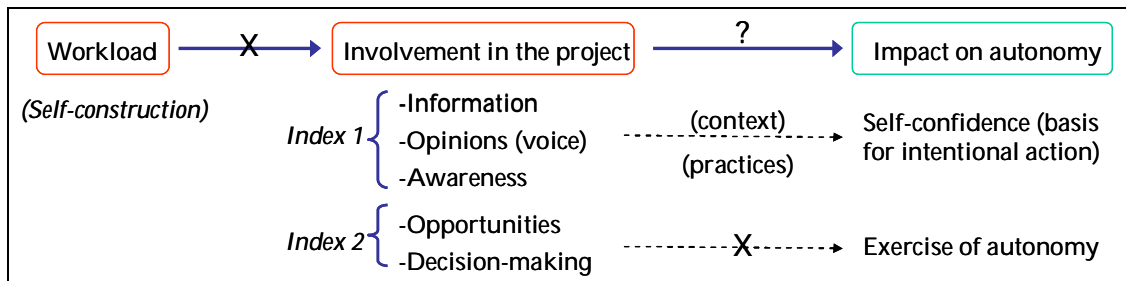 Workload X Involvement in the project ? Impact on autonomy
(Self-construction)
Index 1
-Information
-Opinions (voice)
-Awareness
(context)
(practices)
Self-confidence (basis
for intentional action)
Index 2
-Opportunities
-Decision-making
X
Exercise of autonomy